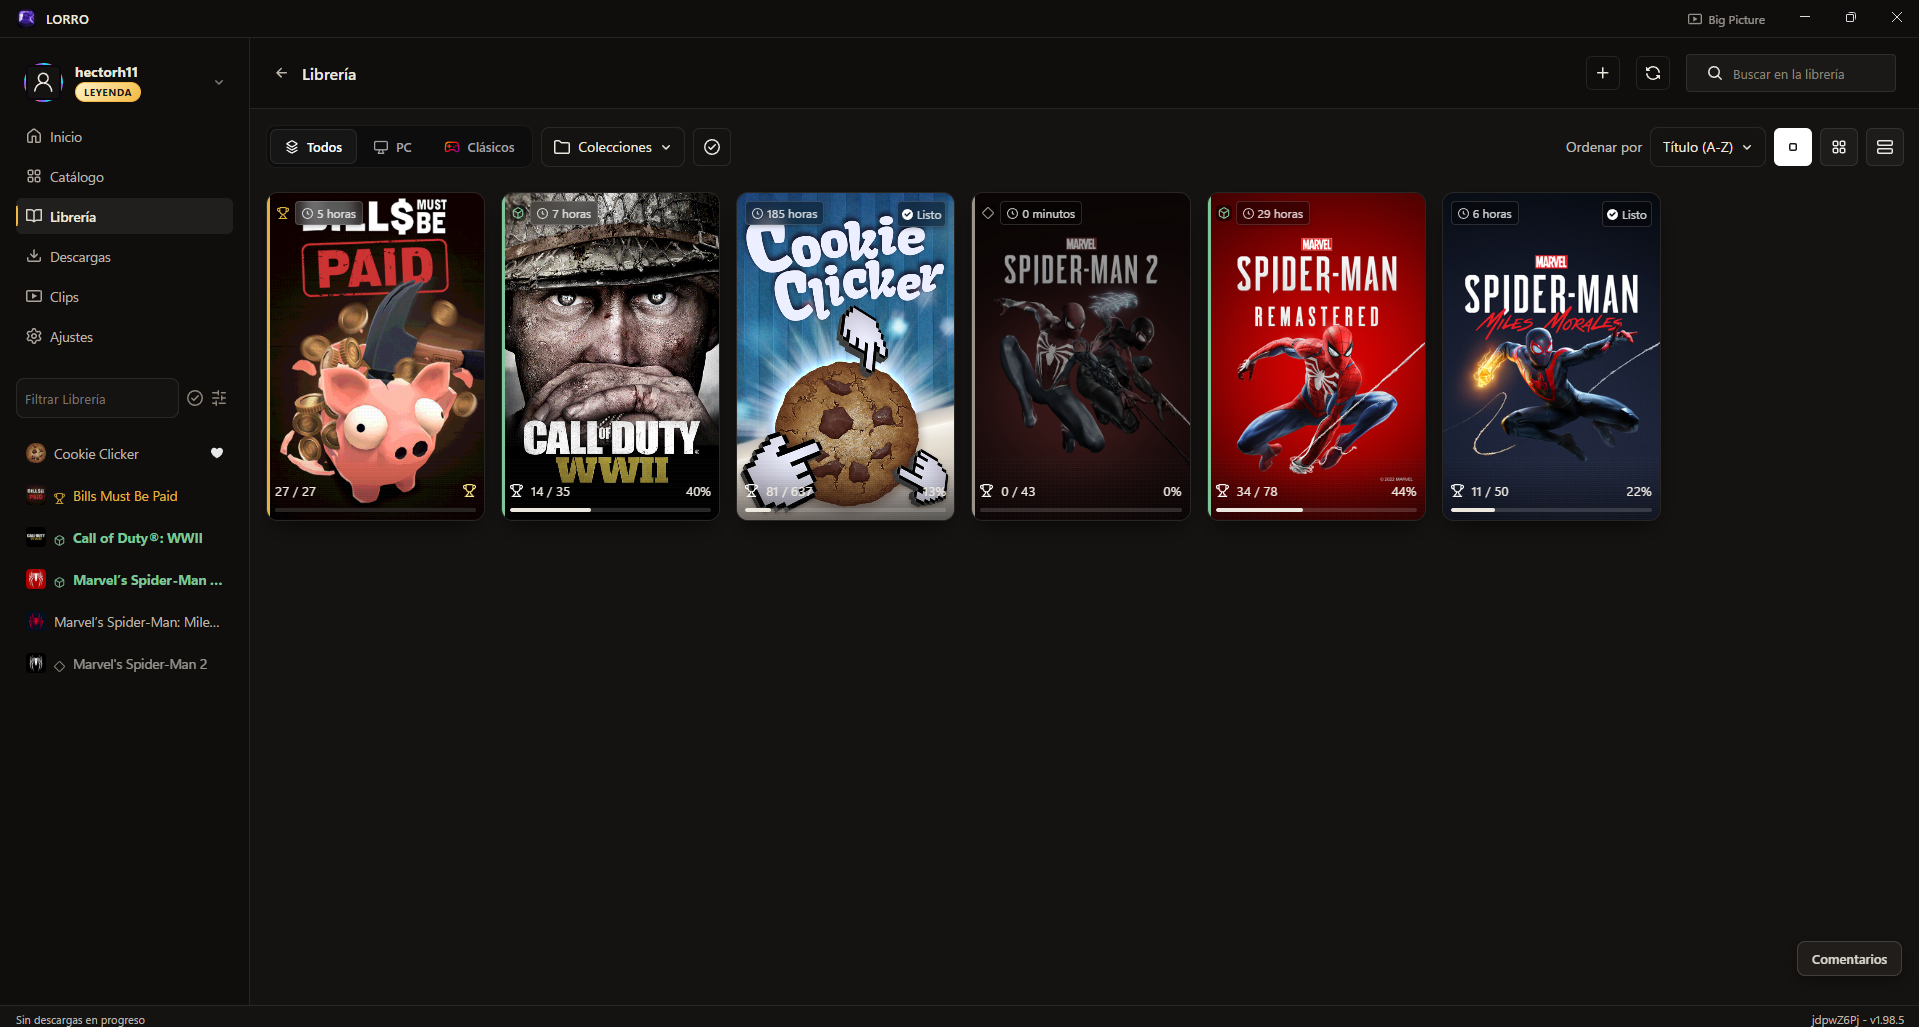 LORRO
Big Picture
hectorh11
LEYENDA
Inicio
Catálogo
Librería
Descargas
Clips
Ajustes
Filtrar Librería
Cookie Clicker
Bills Must Be Paid
Call of Duty®: WWII
Marvel's Spider-Man ...
Marvel's Spider-Man: Mile...
Marvel's Spider-Man 2
Librería
Buscar en la librería
Todos
PC
Clásicos
Colecciones
Ordenar por
Título (A-Z)
5 horas
BILL$ MUST BE
PAID
27 / 27
7 horas
CALL OF DUTY
WWII
14 / 35
40%
185 horas
Listo
Cookie
Clicker
81 / 637
13%
0 minutos
MARVEL
SPIDER-MAN 2
0 / 43
0%
29 horas
MARVEL
SPIDER-MAN
REMASTERED
© 2022 MARVEL
34 / 78
44%
6 horas
Listo
MARVEL
SPIDER-MAN
MILES MORALES
11 / 50
22%
Comentarios
Sin descargas en progreso
jdpwZ6Pj - v1.98.5